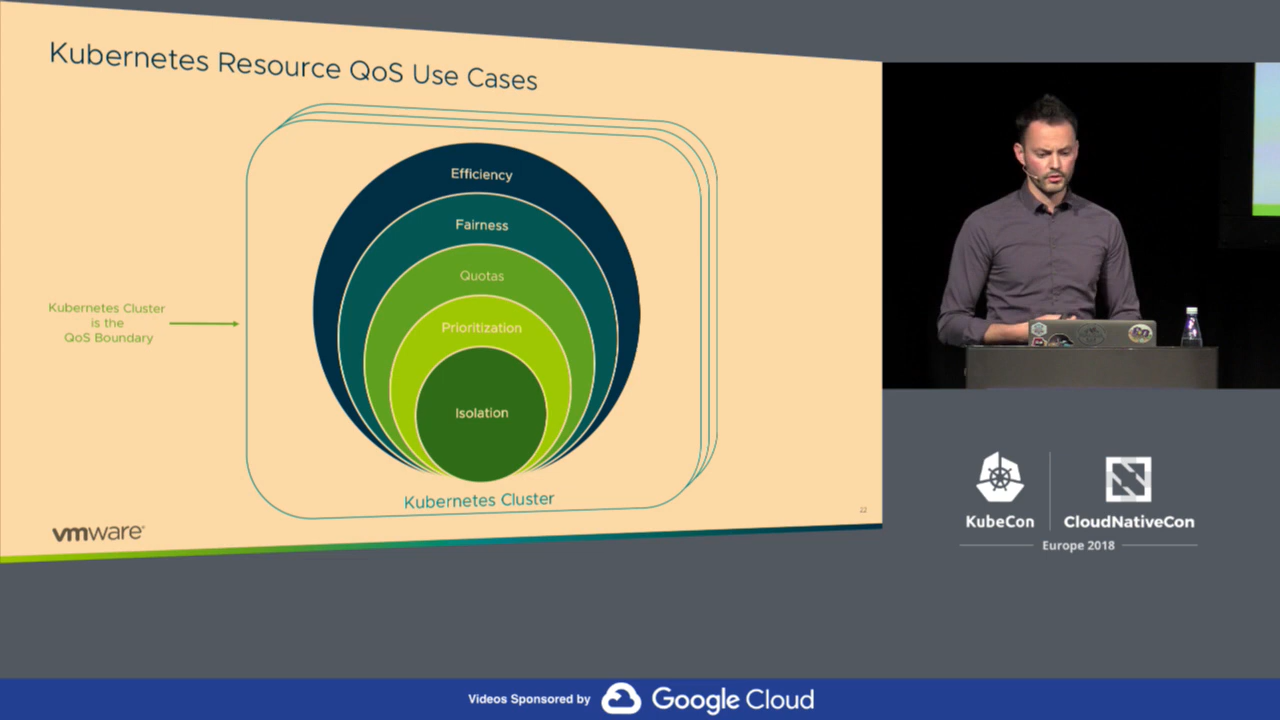 Kubernetes Resource QoS Use Cases
Efficiency
Fairness
Quotas
Prioritization
Isolation
Kubernetes Cluster
is the
QoS Boundary
Kubernetes Cluster
22
vmware®
KubeCon
CloudNativeCon
Europe 2018
Videos Sponsored by Google Cloud